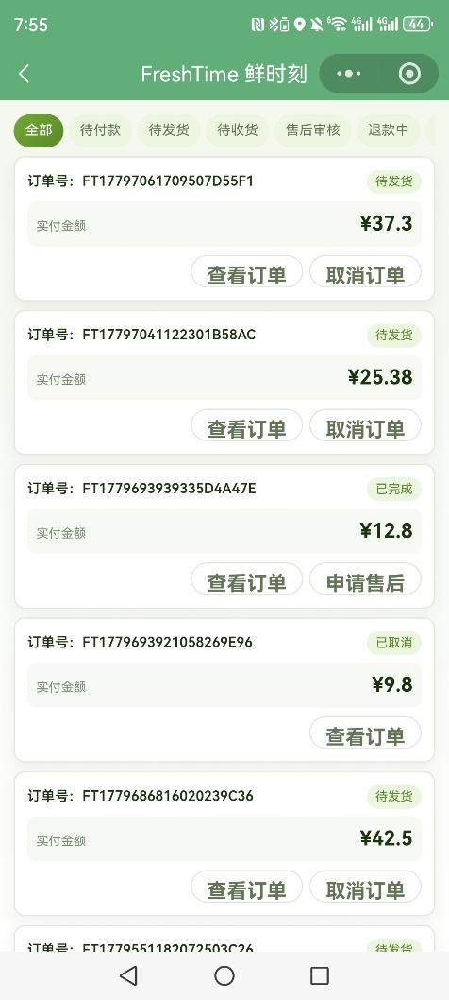 7:55
6 4G 4G 44
FreshTime 鲜时刻
全部 待付款 待发货 待收货 售后审核 退款中
订单号：FT17797061709507D55F1 待发货
实付金额 ¥37.3
查看订单 取消订单
订单号：FT17797041122301B58AC 待发货
实付金额 ¥25.38
查看订单 取消订单
订单号：FT1779693939335D4A47E 已完成
实付金额 ¥12.8
查看订单 申请售后
订单号：FT1779693921058269E96 已取消
实付金额 ¥9.8
查看订单
订单号：FT1779686816020239C36 待发货
实付金额 ¥42.5
查看订单 取消订单
订单号：FT1779551182072503C26 待发货